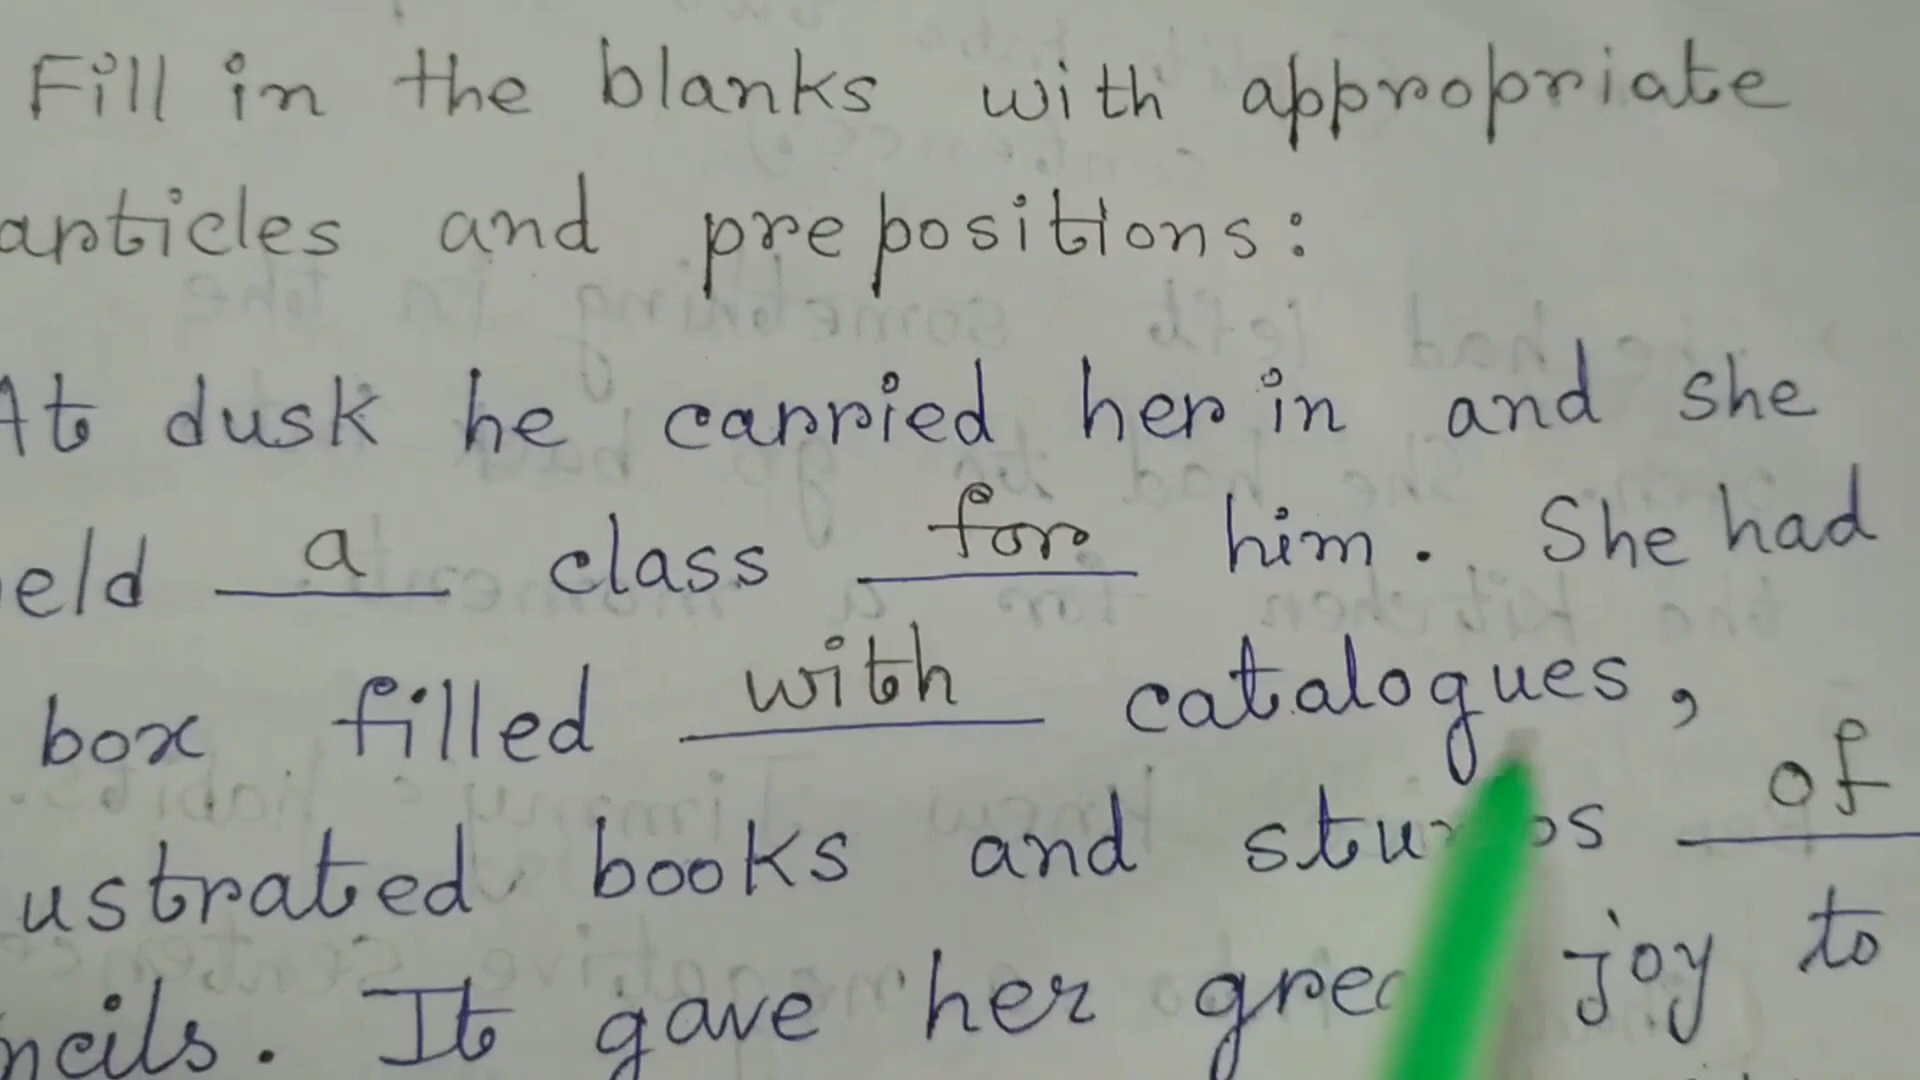 Fill in the blanks with appropriate
articles and prepositions:
At dusk he carried her in and she
eld a class for him. She had
box filled with catalogues,
ustrated books and of
ncils. It gave her joy to